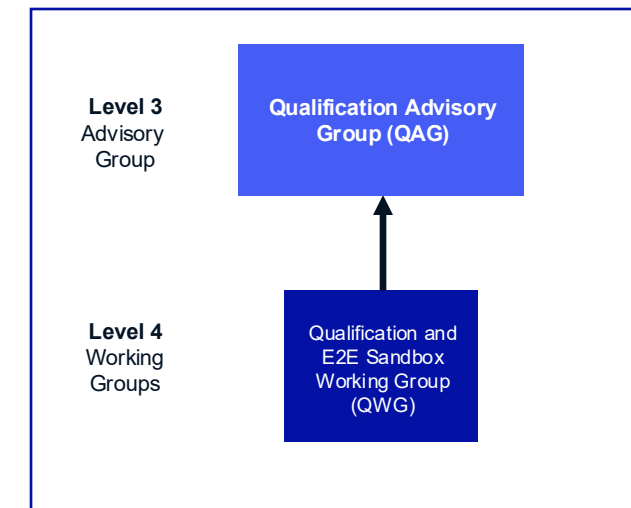 Level 3
Advisory
Group
Qualification Advisory
Group (QAG)
Level 4
Working
Groups
Qualification and
E2E Sandbox
Working Group
(QWG)